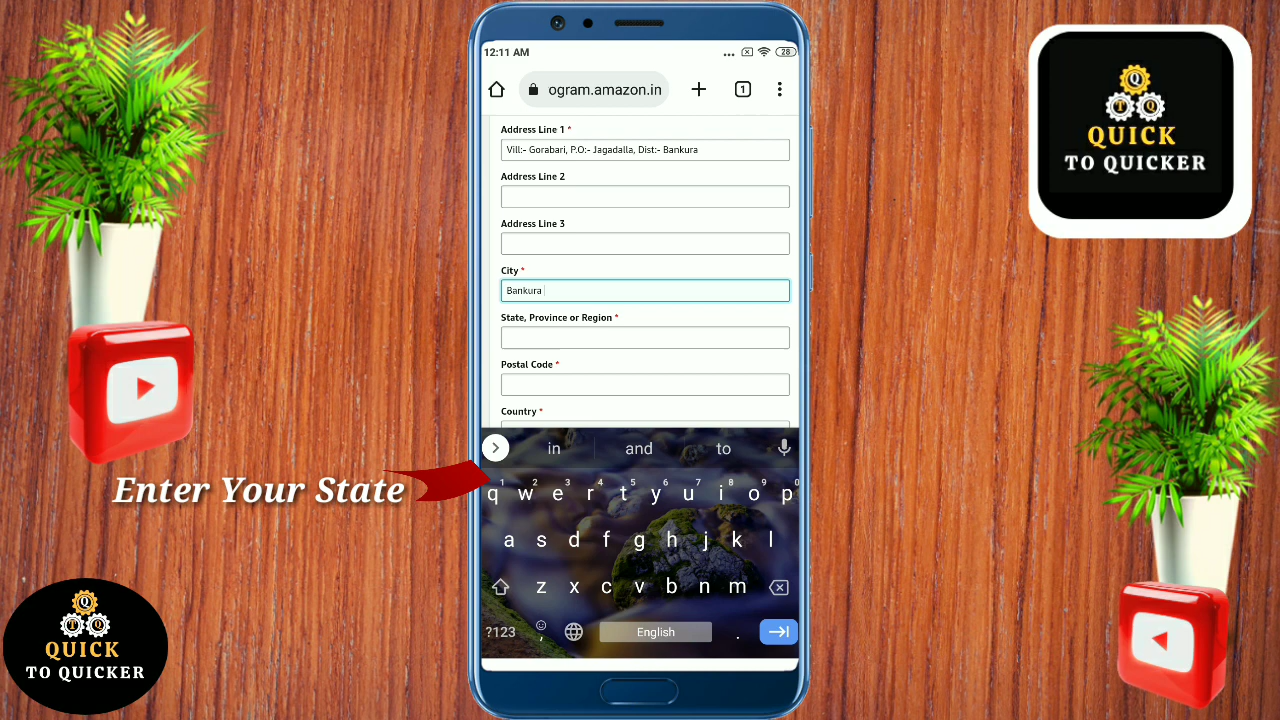 12:11 AM
28
ogram.amazon.in
1
Address Line 1 *
Vill:- Gorabari, P.O:- Jagadalla, Dist:- Bankura
Address Line 2
Address Line 3
City *
Bankura
State, Province or Region *
Postal Code *
Country *
in and to
1 2 3 4 5 6 7 8 9 0
q w e r t y u i o p
a s d f g h j k l
z x c v b n m
?123 , English .
Enter Your State
T Q Q
QUICK
TO QUICKER
Q
T Q
QUICK
TO QUICKER